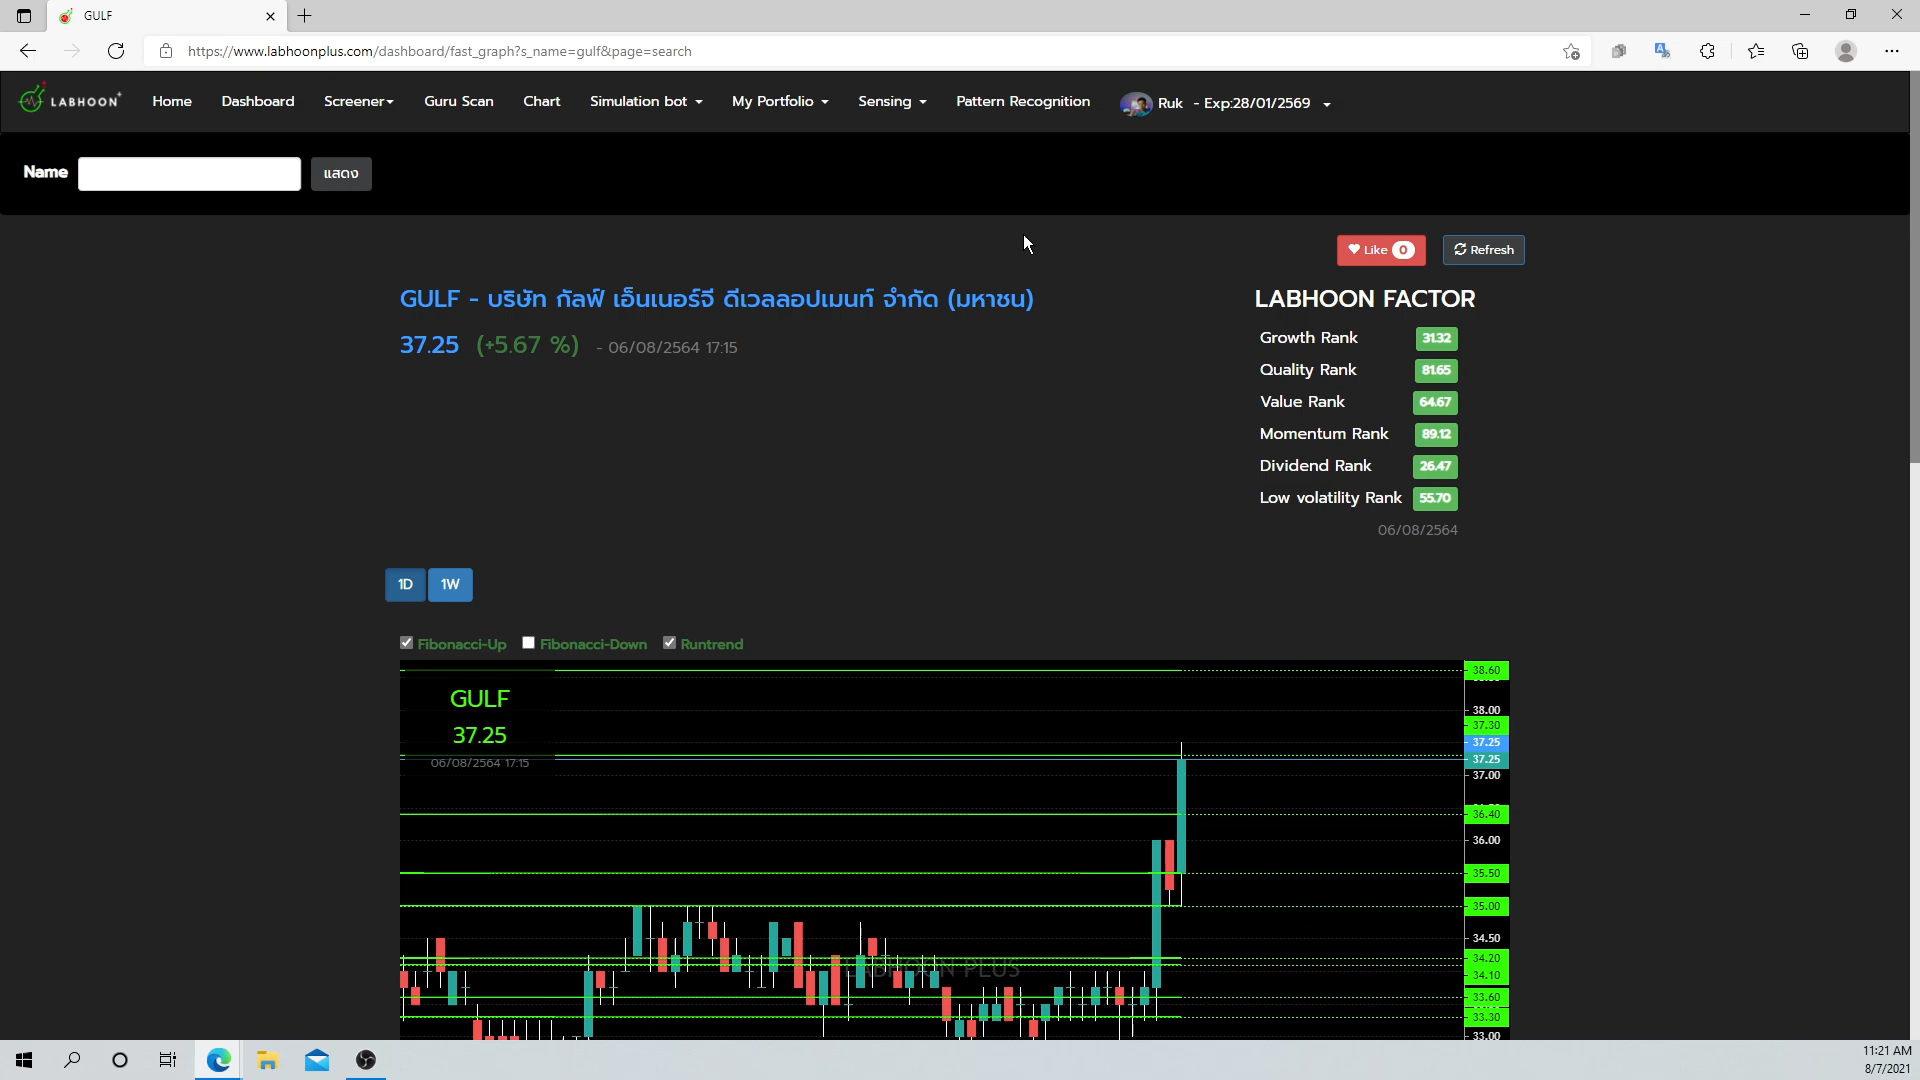 GULF
https://www.labhoonplus.com/dashboard/fast_graph?s_name=gulf&page=search
LABHOON+ Home Dashboard Screener Guru Scan Chart Simulation bot My Portfolio Sensing Pattern Recognition Ruk - Exp:28/01/2569
Name แสดง
Like 0 Refresh
GULF - บริษัท กัลฟ์ เอ็นเนอร์จี ดีเวลลอปเมนท์ จำกัด (มหาชน)
37.25 (+5.67 %) - 06/08/2564 17:15
LABHOON FACTOR
Growth Rank 31.32
Quality Rank 81.65
Value Rank 64.67
Momentum Rank 89.12
Dividend Rank 26.47
Low volatility Rank 55.70
06/08/2564
1D 1W
Fibonacci-Up Fibonacci-Down Runtrend
GULF
37.25
06/08/2564 17:15
38.60
38.00
37.30
37.25
37.25
37.00
36.40
36.00
35.50
35.00
34.50
34.20
34.10
33.60
33.30
33.00
LABHOON PLUS
11:21 AM
8/7/2021